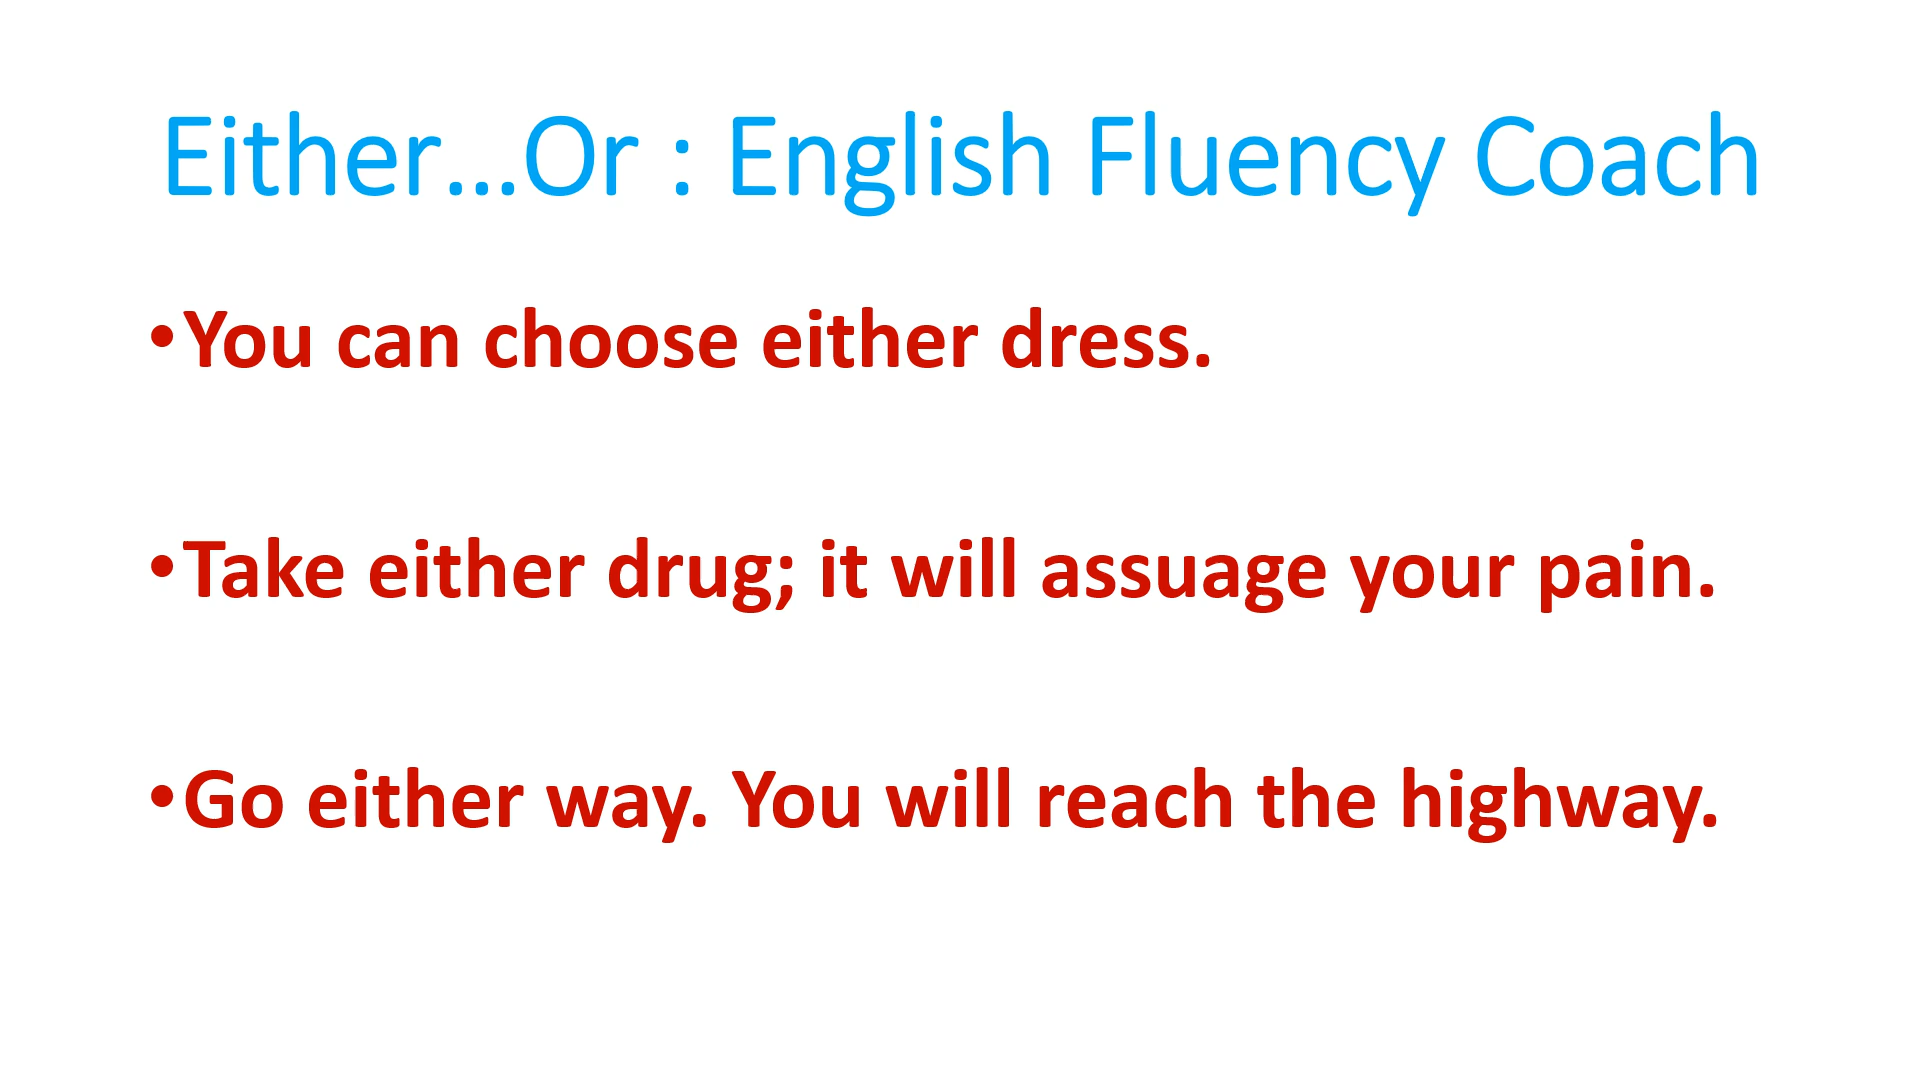 Either...Or : English Fluency Coach
•You can choose either dress.
•Take either drug; it will assuage your pain.
•Go either way. You will reach the highway.